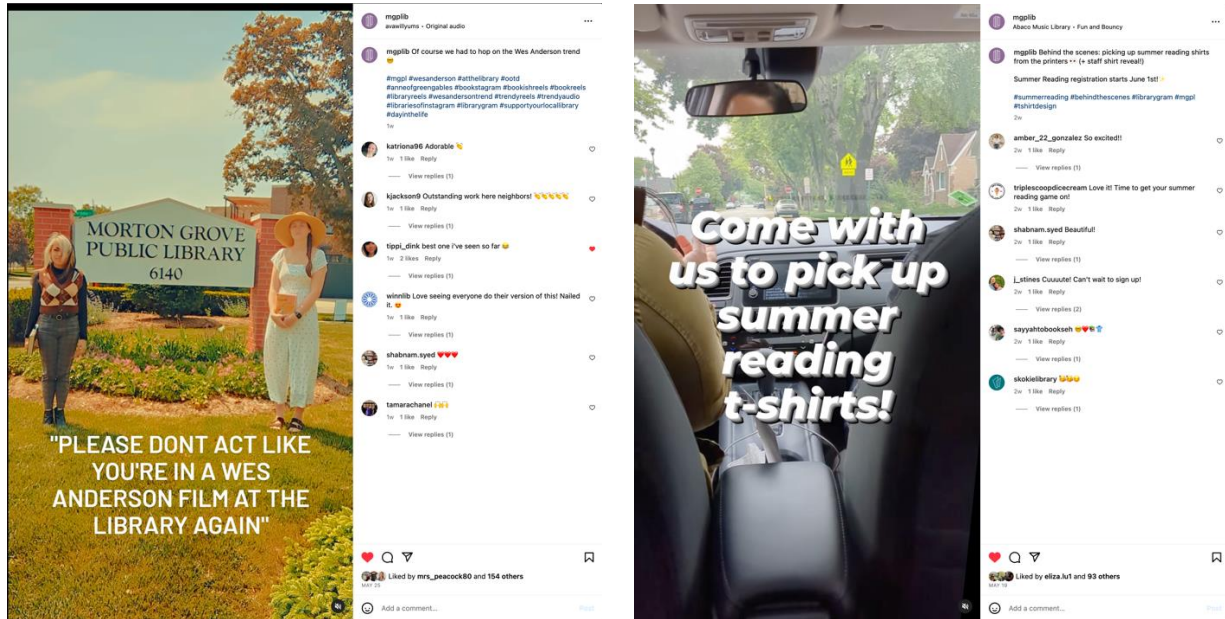 MORTON GROVE
PUBLIC LIBRARY
6140
"PLEASE DONT ACT LIKE
YOU'RE IN A WES
ANDERSON FILM AT THE
LIBRARY AGAIN"
mgplib
avawillyums • Original audio
mgplib Of course we had to hop on the Wes Anderson trend
#mgpl #wesanderson #atthelibrary #ootd
#anneofgreengables #bookstagram #bookishreels #bookreels
#libraryreels #wesandersontrend #trendyreels #trendyaudio
#librariesofinstagram #librarygram #supportyourlocallibrary
#dayinthelife
1w
katriona96 Adorable 👏
1w 1 like Reply
View replies (1)
kjackson9 Outstanding work here neighbors! 👏👏👏👏👏
1w 1 like Reply
View replies (1)
tippi_dink best one i've seen so far 😄
1w 2 likes Reply
View replies (1)
winnlib Love seeing everyone do their version of this! Nailed
it. 😍
1w 1 like Reply
View replies (1)
shabnam.syed ❤️❤️❤️
1w 1 like Reply
View replies (1)
tamarachanel 🙌🙌
1w 1 like Reply
View replies (1)
Liked by mrs_peacock80 and 154 others
MAY 25
Add a comment...
Post
Come with
us to pick up
summer
reading
t-shirts!
mgplib
Abaco Music Library • Fun and Bouncy
mgplib Behind the scenes: picking up summer reading shirts
from the printers 👀 (+ staff shirt reveal!)
Summer Reading registration starts June 1st!✨
#summerreading #behindthescenes #librarygram #mgpl
#tshirtdesign
2w
amber_22_gonzalez So excited!!
2w 1 like Reply
View replies (1)
triplescoopdicecream Love it! Time to get your summer
reading game on!
2w 1 like Reply
View replies (1)
shabnam.syed Beautiful!
2w 1 like Reply
View replies (1)
j_stines Cuuuute! Can't wait to sign up!
2w 1 like Reply
View replies (2)
sayyahtobookseh
2w 1 like Reply
View replies (1)
skokielibrary
2w 1 like Reply
View replies (1)
Liked by eliza.lu1 and 93 others
MAY 19
Add a comment...
Post